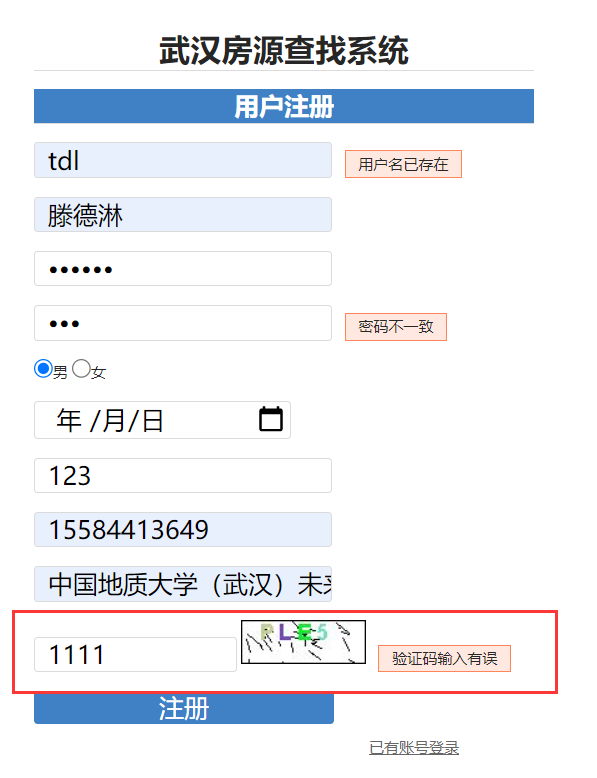 武汉房源查找系统
用户注册
tdl 用户名已存在
滕德淋
••••••
••• 密码不一致
男 女
年 /月/日
123
15584413649
中国地质大学（武汉）未来
1111 RLE5 验证码输入有误
注册
已有账号登录